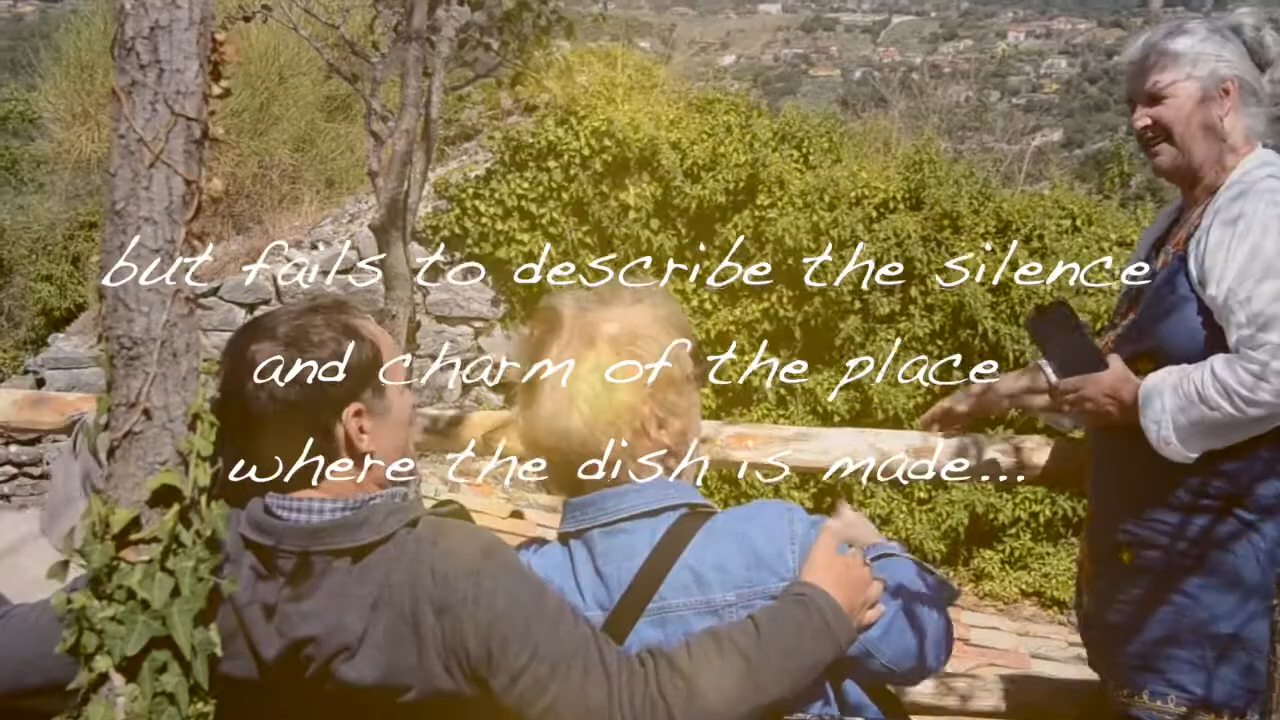 but fails to describe the silence
and charm of the place
where the dish is made...